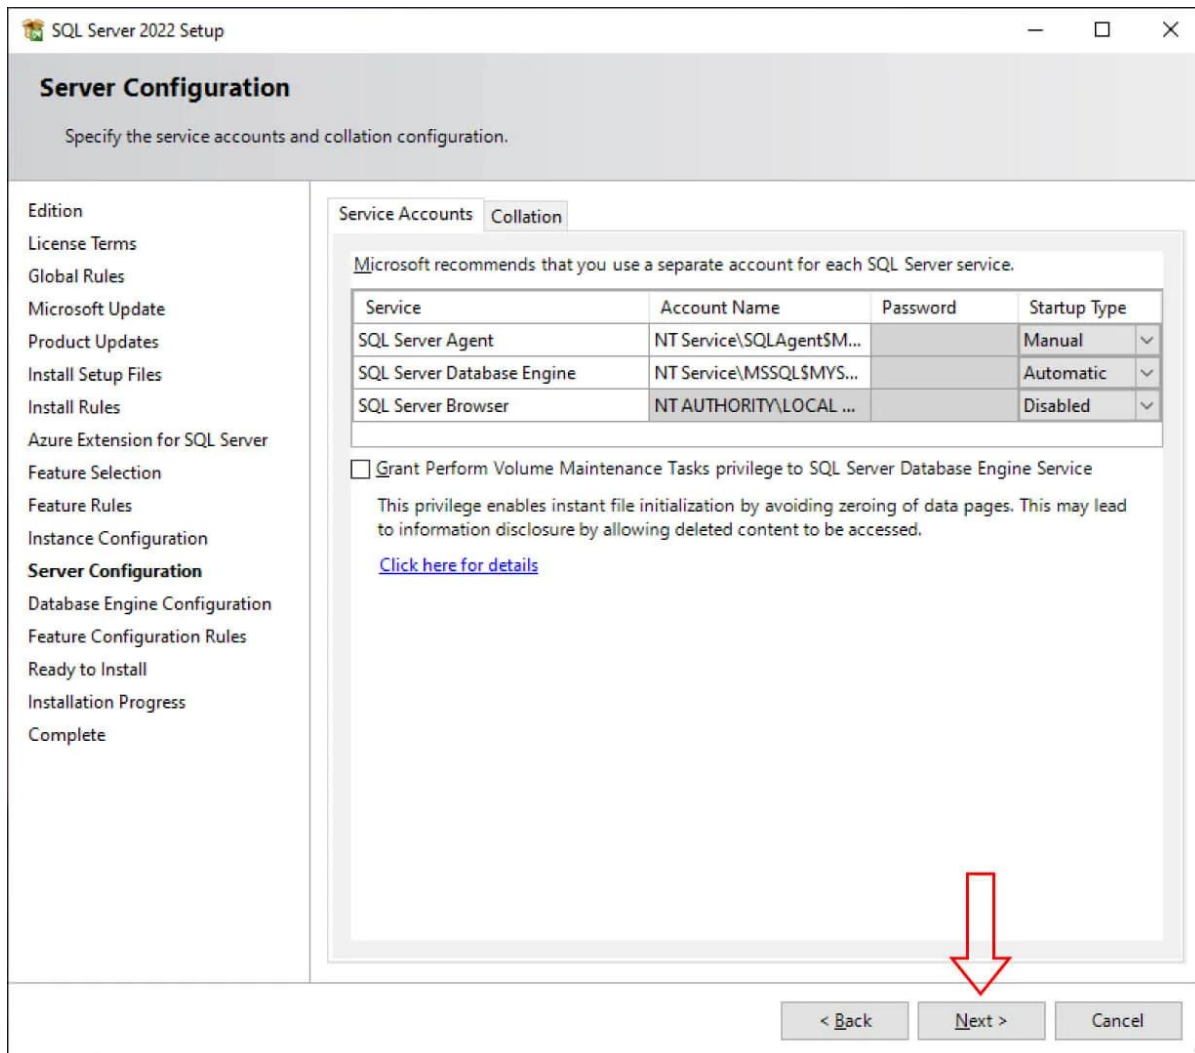 SQL Server 2022 Setup
Server Configuration
Specify the service accounts and collation configuration.
Edition
License Terms
Global Rules
Microsoft Update
Product Updates
Install Setup Files
Install Rules
Azure Extension for SQL Server
Feature Selection
Feature Rules
Instance Configuration
Server Configuration
Database Engine Configuration
Feature Configuration Rules
Ready to Install
Installation Progress
Complete
Service Accounts Collation
Microsoft recommends that you use a separate account for each SQL Server service.
Service Account Name Password Startup Type
SQL Server Agent NT Service\SQLAgent$M... Manual
SQL Server Database Engine NT Service\MSSQL$MYS... Automatic
SQL Server Browser NT AUTHORITY\LOCAL ... Disabled
Grant Perform Volume Maintenance Tasks privilege to SQL Server Database Engine Service
This privilege enables instant file initialization by avoiding zeroing of data pages. This may lead
to information disclosure by allowing deleted content to be accessed.
Click here for details
< Back Next > Cancel